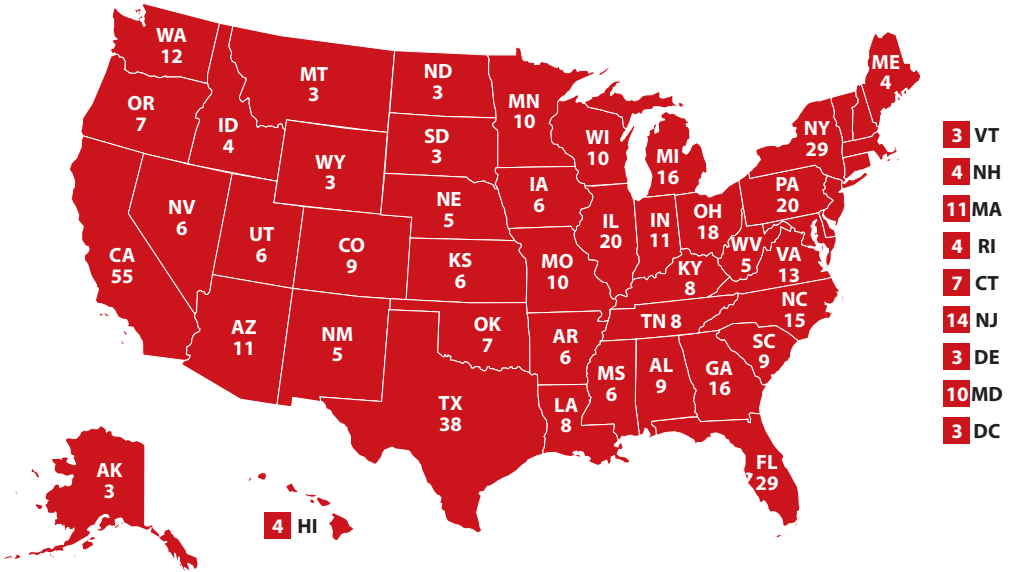 WA
12
OR
7
CA
55
ID
4
NV
6
MT
3
WY
3
UT
6
AZ
11
CO
9
NM
5
ND
3
SD
3
NE
5
KS
6
OK
7
TX
38
MN
10
IA
6
MO
10
AR
6
LA
8
WI
10
IL
20
MS
6
MI
16
IN
11
KY
8
TN 8
AL
9
OH
18
WV
5
GA
16
FL
29
SC
9
NC
15
VA
13
PA
20
NY
29
ME
4
3 VT
4 NH
11 MA
4 RI
7 CT
14 NJ
3 DE
10 MD
3 DC
AK
3
4 HI